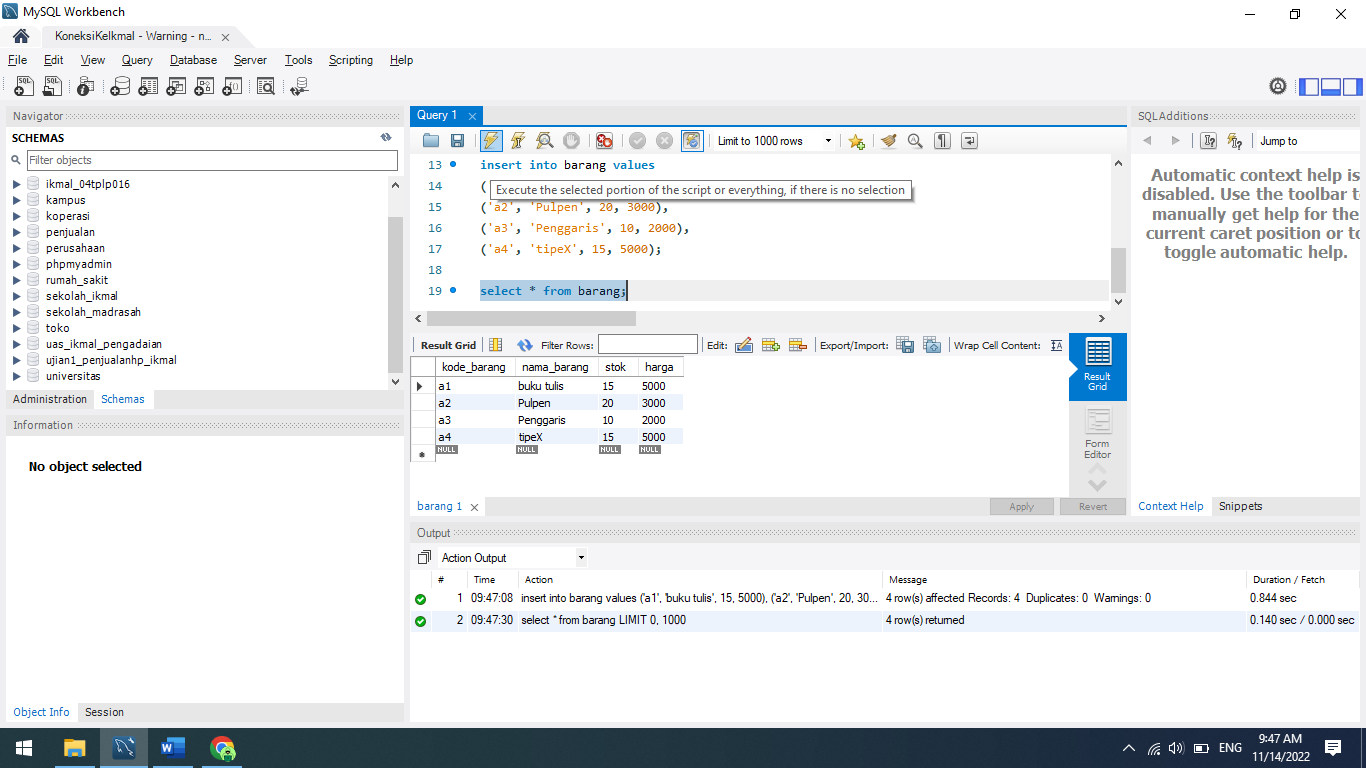 MySQL Workbench
KoneksiKelkmal - Warning - n...
File Edit View Query Database Server Tools Scripting Help
Navigator
SCHEMAS
Filter objects
ikmal_04tplp016
kampus
koperasi
penjualan
perusahaan
phpmyadmin
rumah_sakit
sekolah_ikmal
sekolah_madrasah
toko
uas_ikmal_pengadaian
ujian1_penjualanhp_ikmal
universitas
Administration Schemas
Information
No object selected
Object Info Session
Query 1
Limit to 1000 rows
13 insert into barang values
14 (
Execute the selected portion of the script or everything, if there is no selection
15 ('a2', 'Pulpen', 20, 3000),
16 ('a3', 'Penggaris', 10, 2000),
17 ('a4', 'tipeX', 15, 5000);
18
19 select * from barang;
Result Grid Filter Rows: Edit: Export/Import: Wrap Cell Content:
kode_barang nama_barang stok harga
a1 buku tulis 15 5000
a2 Pulpen 20 3000
a3 Penggaris 10 2000
a4 tipeX 15 5000
NULL NULL NULL NULL
Result
Grid
Form
Editor
barang 1
Apply Revert
SQLAdditions
Jump to
Automatic context help is
disabled. Use the toolbar t
manually get help for the
current caret position or to
toggle automatic help.
Context Help Snippets
Output
Action Output
# Time Action Message Duration / Fetch
1 09:47:08 insert into barang values ('a1', 'buku tulis', 15, 5000), ('a2', 'Pulpen', 20, 30... 4 row(s) affected Records: 4 Duplicates: 0 Warnings: 0 0.844 sec
2 09:47:30 select * from barang LIMIT 0, 1000 4 row(s) returned 0.140 sec / 0.000 sec
ENG
9:47 AM
11/14/2022